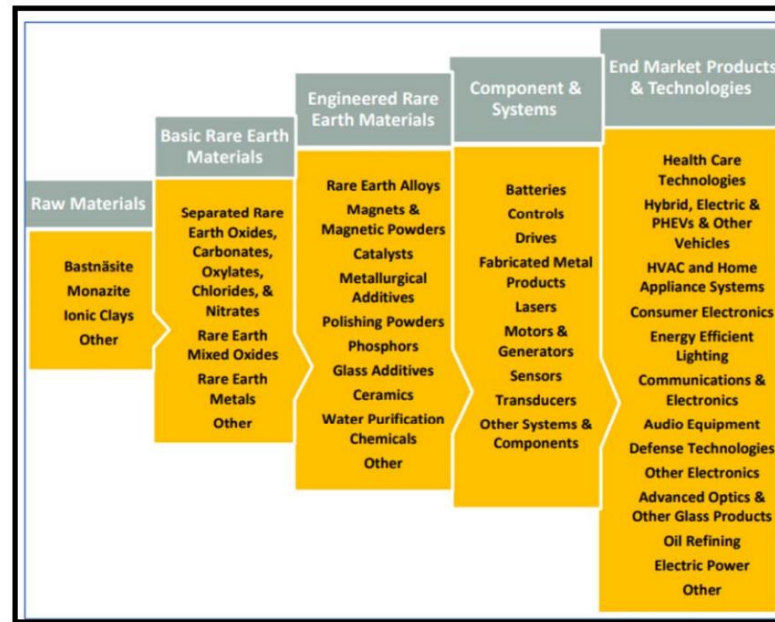 Raw Materials
Bastnäsite
Monazite
Ionic Clays
Other
Basic Rare Earth
Materials
Separated Rare
Earth Oxides,
Carbonates,
Oxylates,
Chlorides, &
Nitrates
Rare Earth
Mixed Oxides
Rare Earth
Metals
Other
Engineered Rare
Earth Materials
Rare Earth Alloys
Magnets &
Magnetic Powders
Catalysts
Metallurgical
Additives
Polishing Powders
Phosphors
Glass Additives
Ceramics
Water Purification
Chemicals
Other
Component &
Systems
Batteries
Controls
Drives
Fabricated Metal
Products
Lasers
Motors &
Generators
Sensors
Transducers
Other Systems &
Components
End Market Products
& Technologies
Health Care
Technologies
Hybrid, Electric &
PHEVs & Other
Vehicles
HVAC and Home
Appliance Systems
Consumer Electronics
Energy Efficient
Lighting
Communications &
Electronics
Audio Equipment
Defense Technologies
Other Electronics
Advanced Optics &
Other Glass Products
Oil Refining
Electric Power
Other